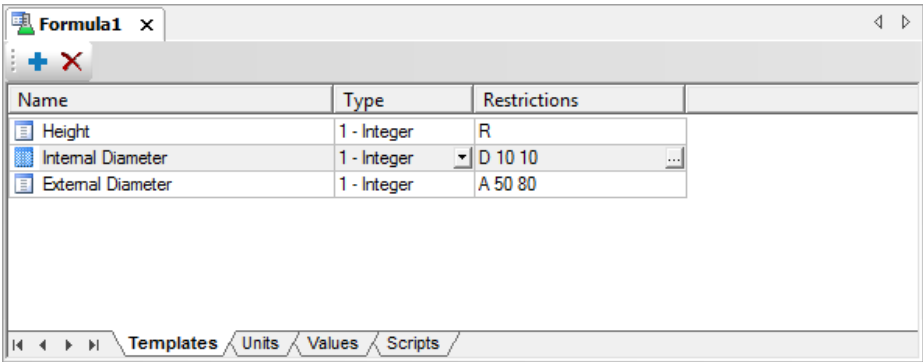 Formula1
Name Type Restrictions
Height 1 - Integer R
Internal Diameter 1 - Integer D 10 10 ...
External Diameter 1 - Integer A 50 80
Templates Units Values Scripts